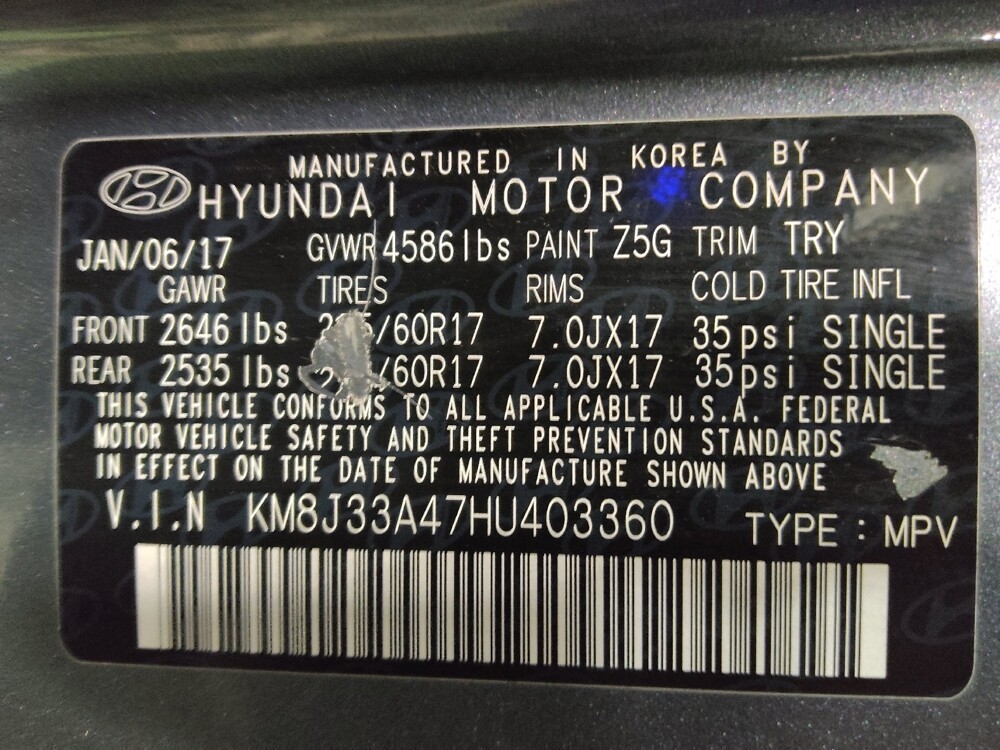 MANUFACTURED IN KOREA BY
HYUNDAI MOTOR COMPANY
JAN/06/17 GVWR 4586lbs PAINT Z5G TRIM TRY
GAWR TIRES RIMS COLD TIRE INFL
FRONT 2646 lbs /60R17 7.0JX17 35psi SINGLE
REAR 2535 lbs /60R17 7.0JX17 35psi SINGLE
THIS VEHICLE CONFORMS TO ALL APPLICABLE U.S.A. FEDERAL
MOTOR VEHICLE SAFETY AND THEFT PREVENTION STANDARDS
IN EFFECT ON THE DATE OF MANUFACTURE SHOWN ABOVE
V.I.N KM8J33A47HU403360 TYPE : MPV